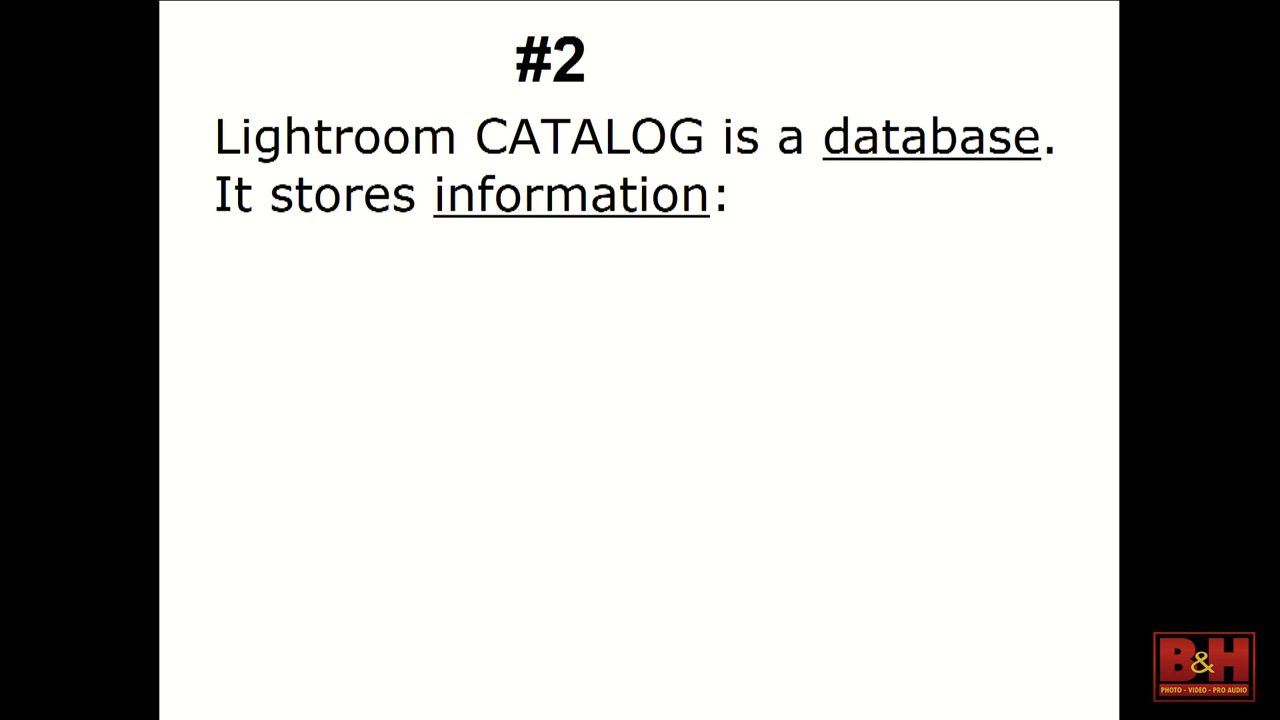 #2
Lightroom CATALOG is a database.
It stores information:
B&H
PHOTO - VIDEO - PRO AUDIO